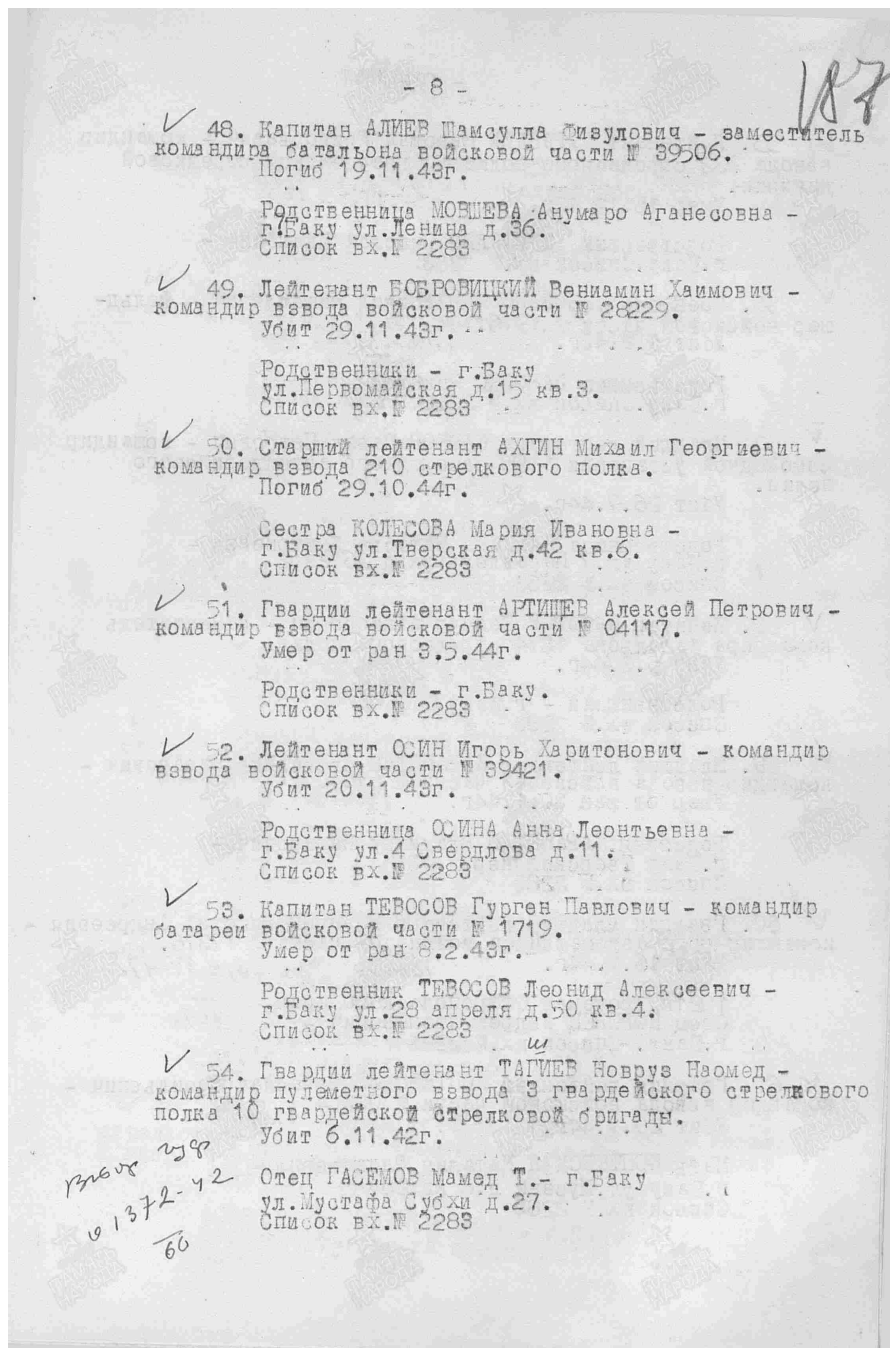 - 8 -
187
48. Капитан АЛИЕВ Шамсулла Физулович - заместитель
командира батальона войсковой части № 39506.
Погиб 19.11.43г.
Родственница МОВШЕВА Анумаро Аганесовна -
г.Баку ул.Ленина д.36.
Список вх.№ 2283
49. Лейтенант БОБРОВИЦКИЙ Вениамин Хаимович -
командир взвода войсковой части № 28229.
Убит 29.11.43г.
Родственники - г.Баку
ул.Первомайская д.15 кв.3.
Список вх.№ 2283
50. Старший лейтенант АХГИН Михаил Георгиевич -
командир взвода 210 стрелкового полка.
Погиб 29.10.44г.
Сестра КОЛЕСОВА Мария Ивановна -
г.Баку ул.Тверская д.42 кв.6.
Список вх.№ 2283
51. Гвардии лейтенант АРТИЩЕВ Алексей Петрович -
командир взвода войсковой части № 04117.
Умер от ран 3.5.44г.
Родственники - г.Баку.
Список вх.№ 2283
52. Лейтенант ОСИН Игорь Харитонович - командир
взвода войсковой части № 39421.
Убит 20.11.43г.
Родственница ОСИНА Анна Леонтьевна -
г.Баку ул.4 Свердлова д.11.
Список вх.№ 2283
53. Капитан ТЕВОСОВ Гурген Павлович - командир
батареи войсковой части № 1719.
Умер от ран 8.2.43г.
Родственник ТЕВОСОВ Леонид Алексеевич -
г.Баку ул.28 апреля д.50 кв.4.
Список вх.№ 2283
54. Гвардии лейтенант ТАГИЕВ Новруз Наомед -
командир пулеметного взвода 3 гвардейского стрелкового
полка 10 гвардейской стрелковой бригады.
Убит 6.11.42г.
Отец ГАСЕМОВ Мамед Т.- г.Баку
ул.Мустафа Субхи д.27.
Список вх.№ 2283
1372-42
60